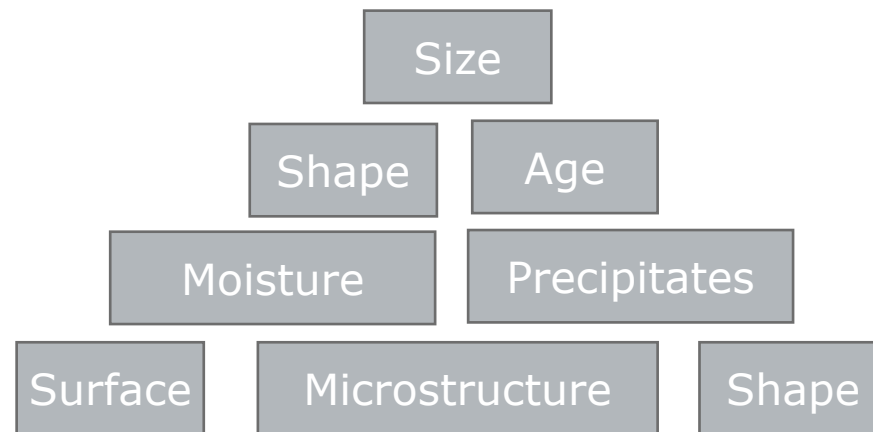 Size
Shape Age
Moisture Precipitates
Surface Microstructure Shape